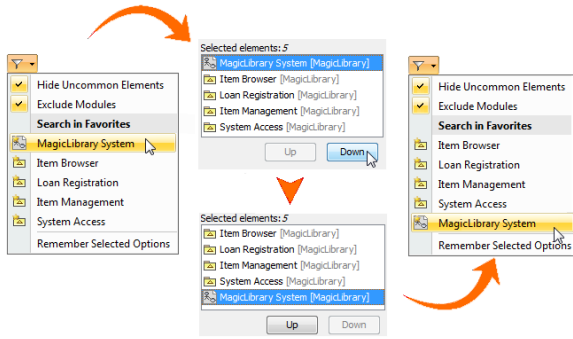 Hide Uncommon Elements
Exclude Modules
Search in Favorites
MagicLibrary System
Item Browser
Loan Registration
Item Management
System Access
Remember Selected Options
Selected elements: 5
MagicLibrary System [MagicLibrary]
Item Browser [MagicLibrary]
Loan Registration [MagicLibrary]
Item Management [MagicLibrary]
System Access [MagicLibrary]
Up Down
Selected elements: 5
Item Browser [MagicLibrary]
Loan Registration [MagicLibrary]
Item Management [MagicLibrary]
System Access [MagicLibrary]
MagicLibrary System [MagicLibrary]
Up Down
Hide Uncommon Elements
Exclude Modules
Search in Favorites
Item Browser
Loan Registration
Item Management
System Access
MagicLibrary System
Remember Selected Options